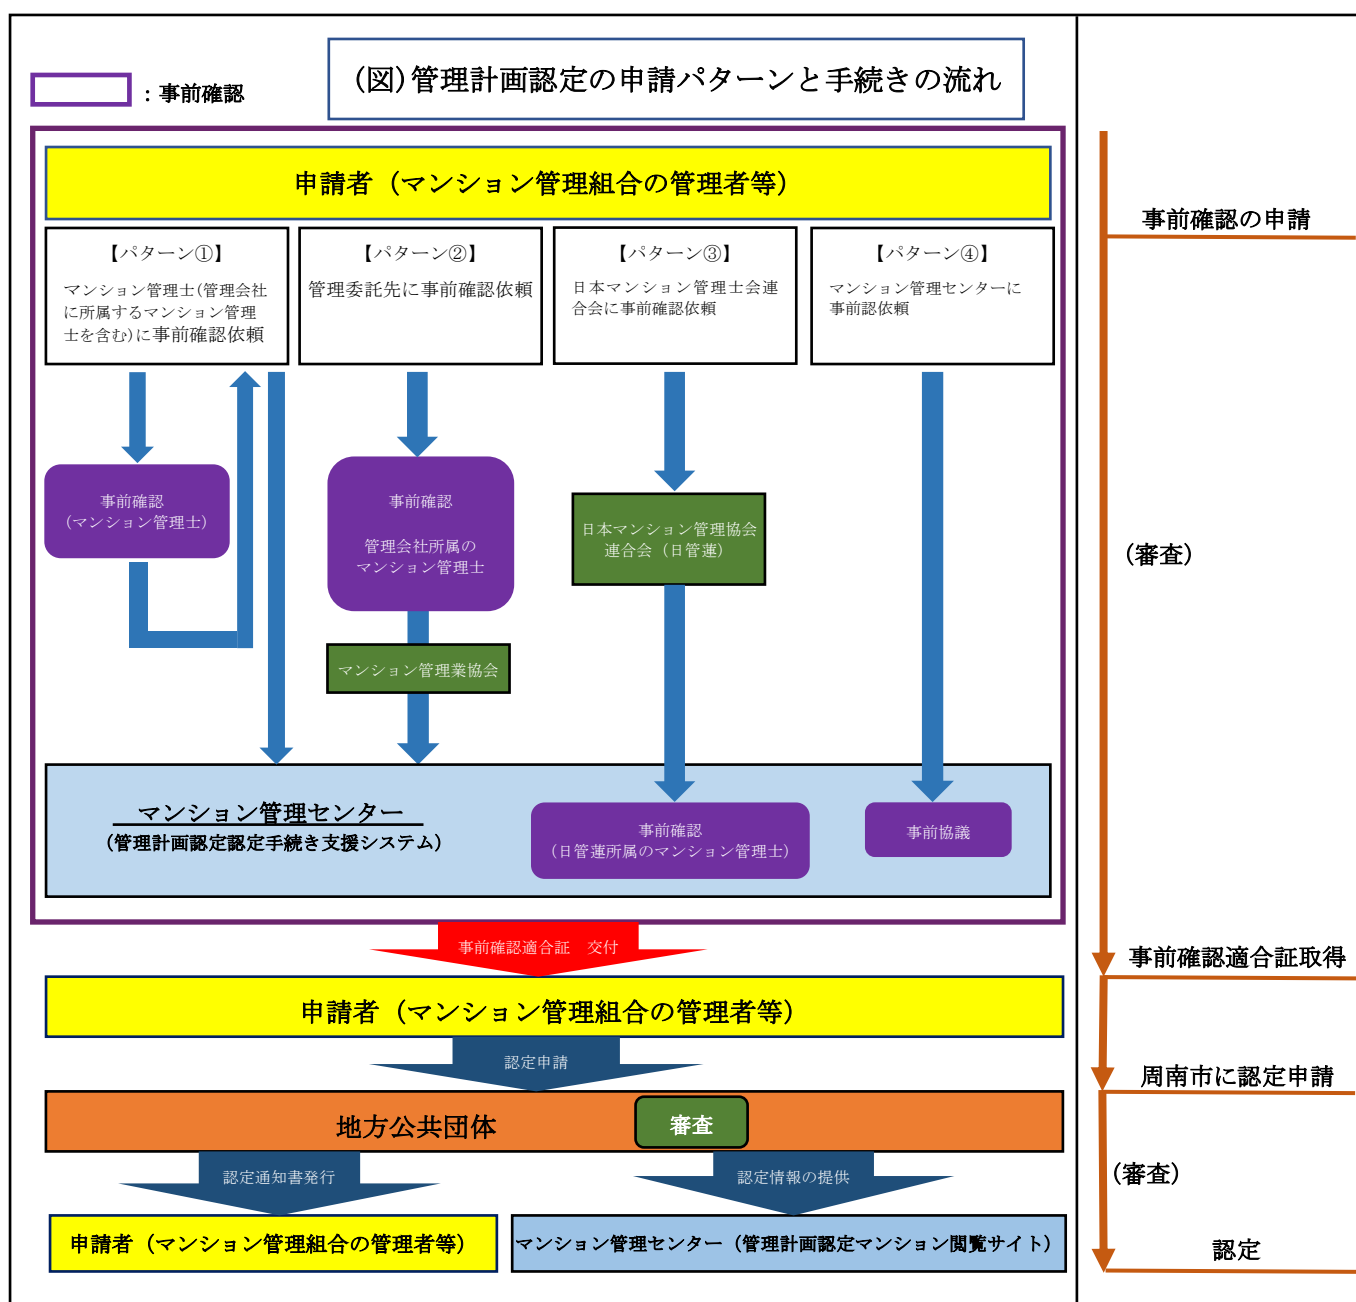 (図)管理計画認定の申請パターンと手続きの流れ
：事前確認
申請者（マンション管理組合の管理者等）
事前確認の申請
【パターン①】
マンション管理士(管理会社
に所属するマンション管理
士を含む)に事前確認依頼
【パターン②】
管理委託先に事前確認依頼
【パターン③】
日本マンション管理士会連
合会に事前確認依頼
【パターン④】
マンション管理センターに
事前認依頼
事前確認
（マンション管理士）
事前確認
管理会社所属の
マンション管理士
日本マンション管理協会
連合会（日管蓮）
（審査）
マンション管理業協会
マンション管理センター
（管理計画認定認定手続き支援システム）
事前確認
（日管蓮所属のマンション管理士）
事前協議
事前確認適合証　交付
事前確認適合証取得
申請者（マンション管理組合の管理者等）
認定申請
周南市に認定申請
地方公共団体
審査
認定通知書発行
認定情報の提供
（審査）
申請者（マンション管理組合の管理者等）
マンション管理センター（管理計画認定マンション閲覧サイト）
認定